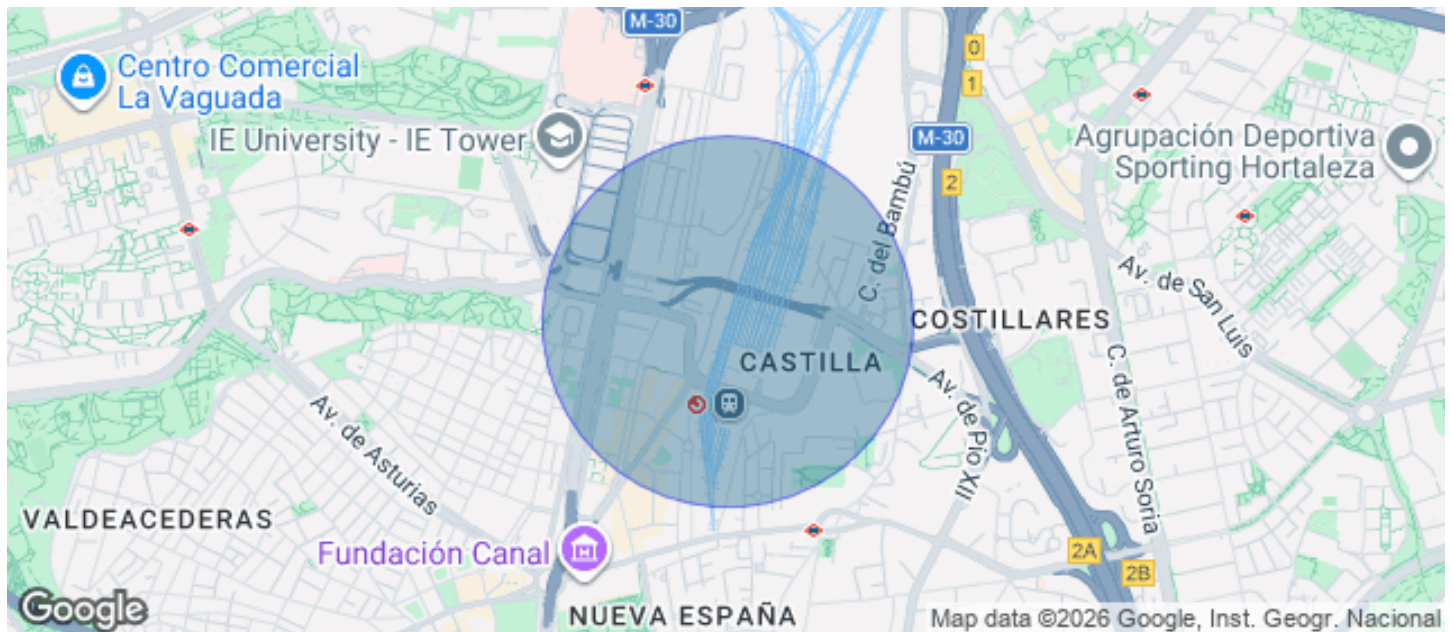 M-30
Centro Comercial
La Vaguada
0
1
IE University - IE Tower
M-30
Agrupación Deportiva
Sporting Hortaleza
2
C. del Bambú
Av. de San Luis
COSTILLARES
CASTILLA
Av. de Asturias
Av. de Pío XII
C. de Arturo Soria
VALDEACEDERAS
Fundación Canal
2A
2B
Google
NUEVA ESPAÑA
Map data ©2026 Google, Inst. Geogr. Nacional